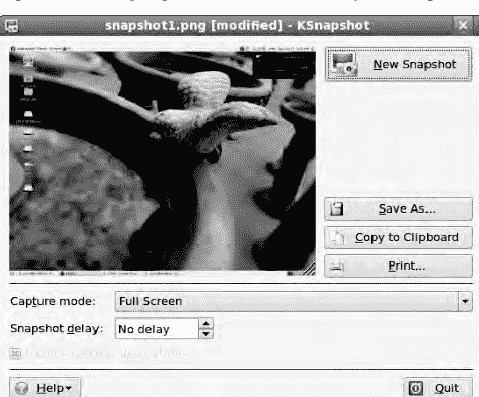 snapshot1.png [modified] - KSnapshot
New Snapshot
Save As...
Copy to Clipboard
Print...
Capture mode: Full Screen
Snapshot delay: No delay
Help
Quit